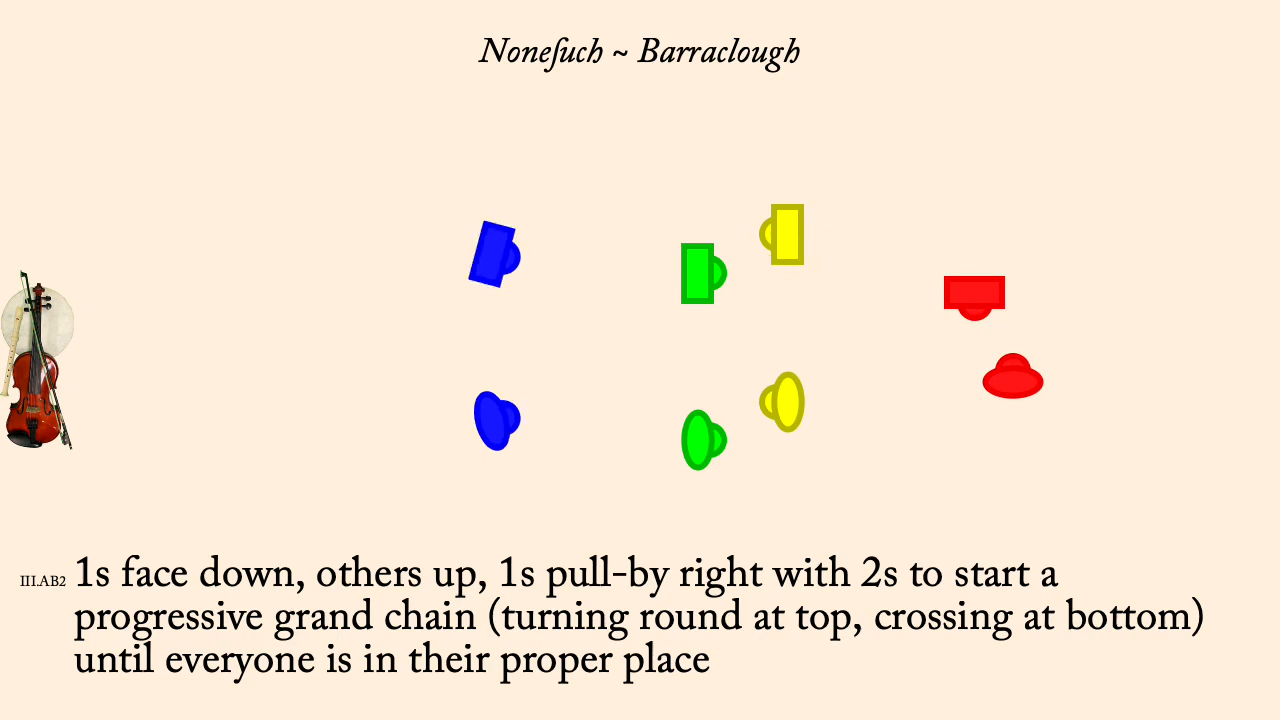 Noneſuch ~ Barraclough
III.AB2 1s face down, others up, 1s pull-by right with 2s to start a
progressive grand chain (turning round at top, crossing at bottom)
until everyone is in their proper place